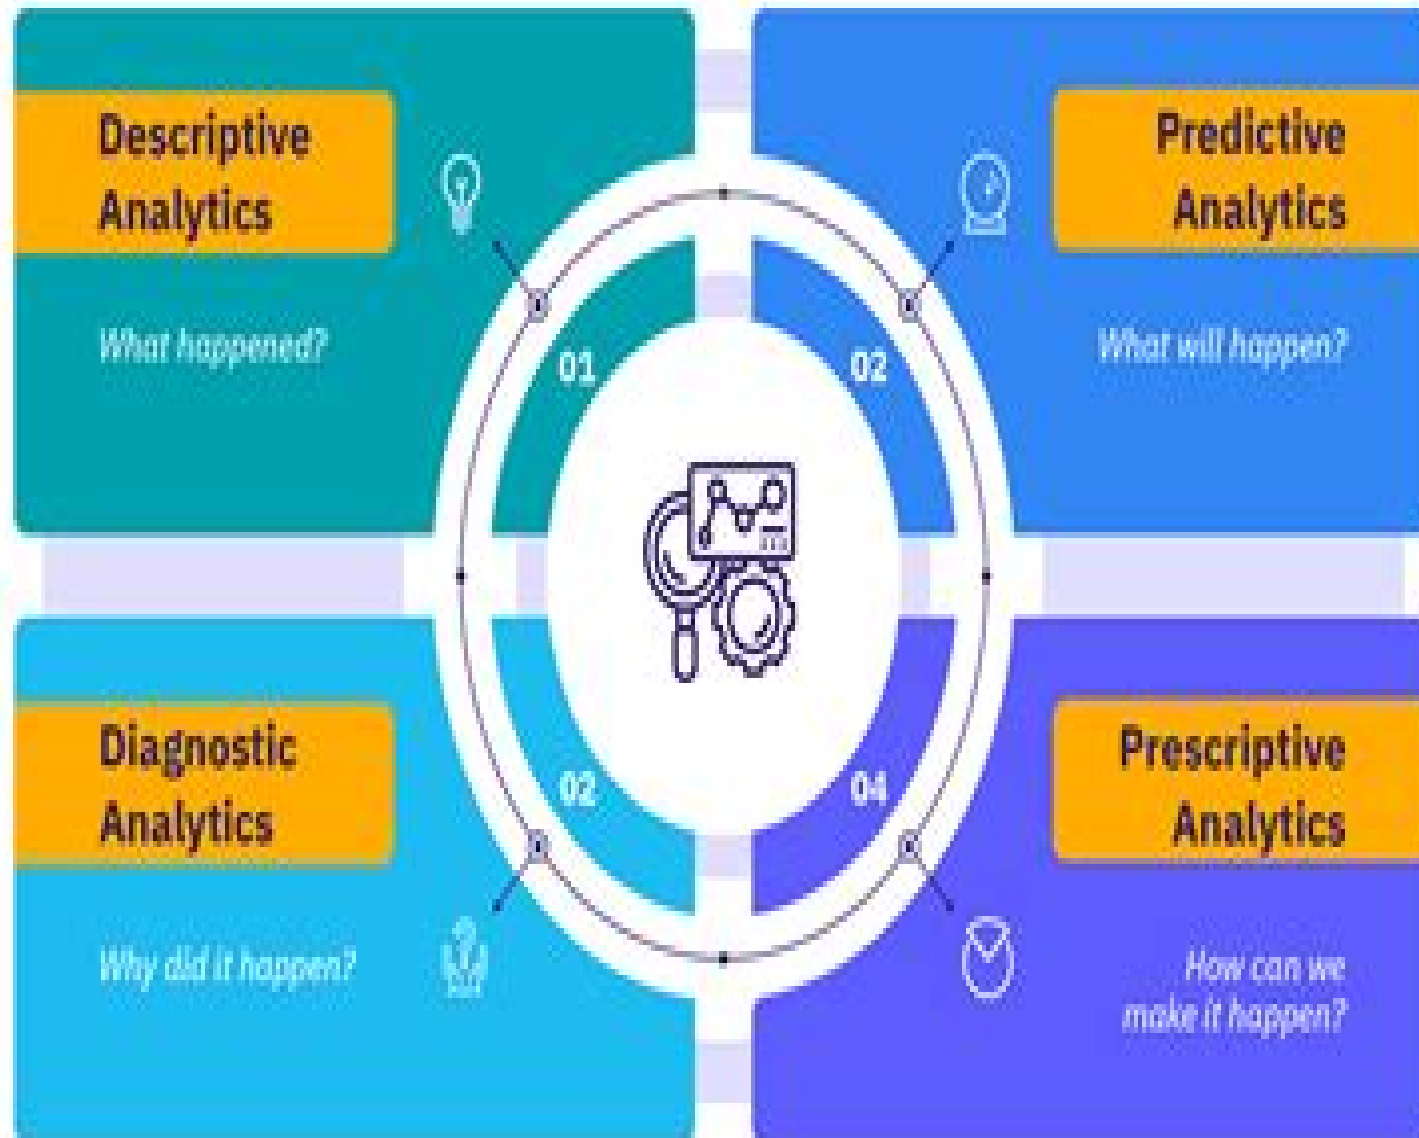 Descriptive
Analytics
What happened?
01
Predictive
Analytics
What will happen?
02
Diagnostic
Analytics
Why did it happen?
02
Prescriptive
Analytics
How can we
make it happen?
04